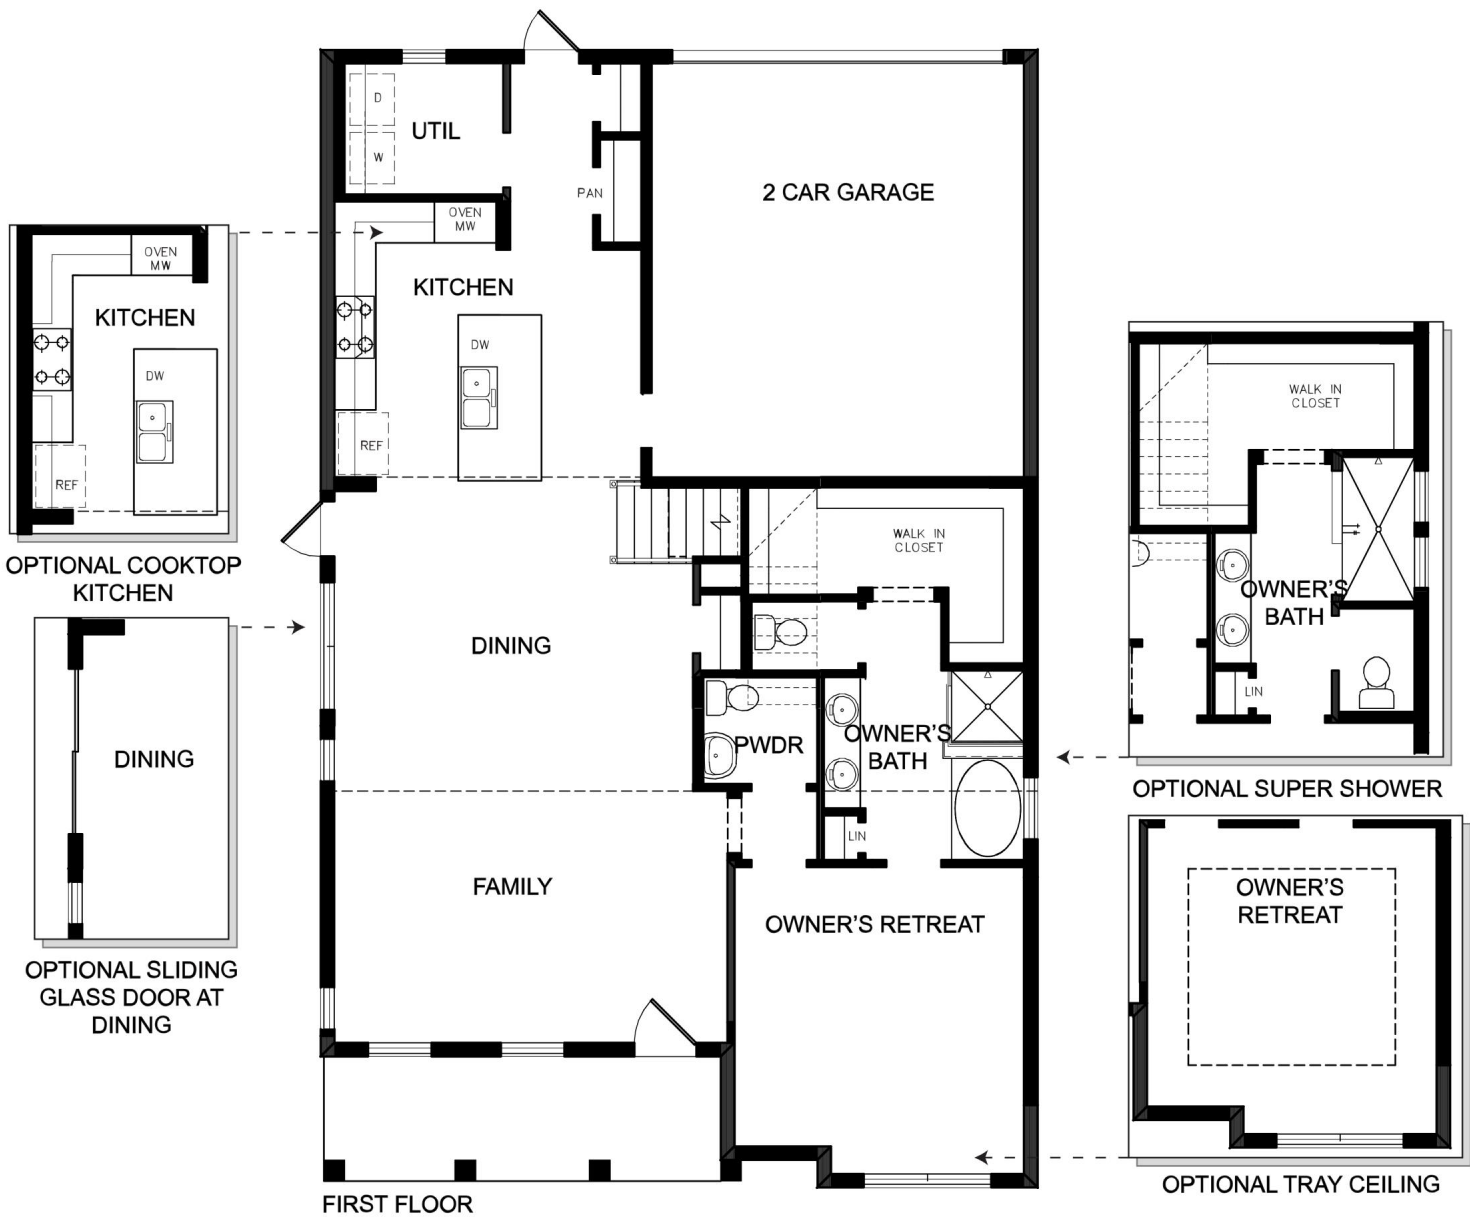 D
UTIL
W
PAN
2 CAR GARAGE
OVEN
MW
KITCHEN
DW
REF
OVEN
MW
KITCHEN
DW
REF
OPTIONAL COOKTOP
KITCHEN
WALK IN
CLOSET
DINING
PWDR
OWNER'S
BATH
LIN
FAMILY
OWNER'S RETREAT
FIRST FLOOR
DINING
OPTIONAL SLIDING
GLASS DOOR AT
DINING
WALK IN
CLOSET
OWNER'S
BATH
LIN
OPTIONAL SUPER SHOWER
OWNER'S
RETREAT
OPTIONAL TRAY CEILING